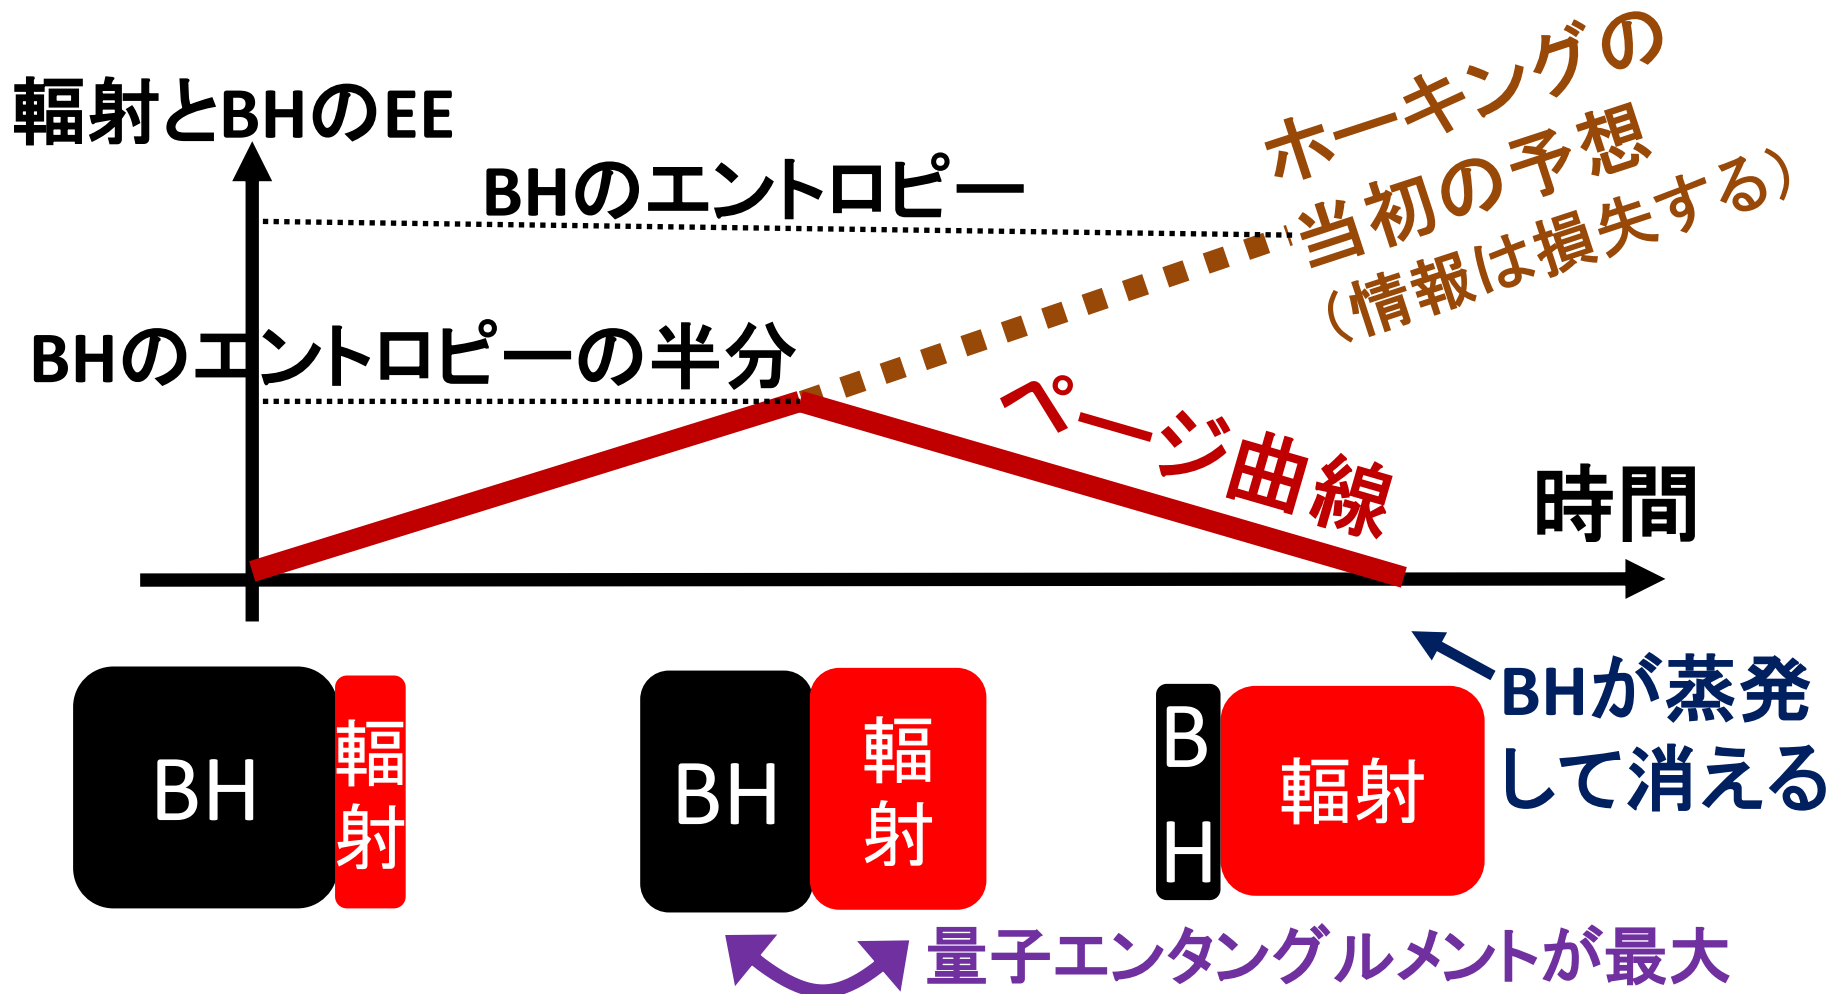 輻射とBHのEE
BHのエントロピー
ホーキングの
当初の予想
（情報は損失する）
BHのエントロピーの半分
ページ曲線
時間
BH
輻
射
BH
輻
射
B
H
輻射
BHが蒸発
して消える
量子エンタングルメントが最大